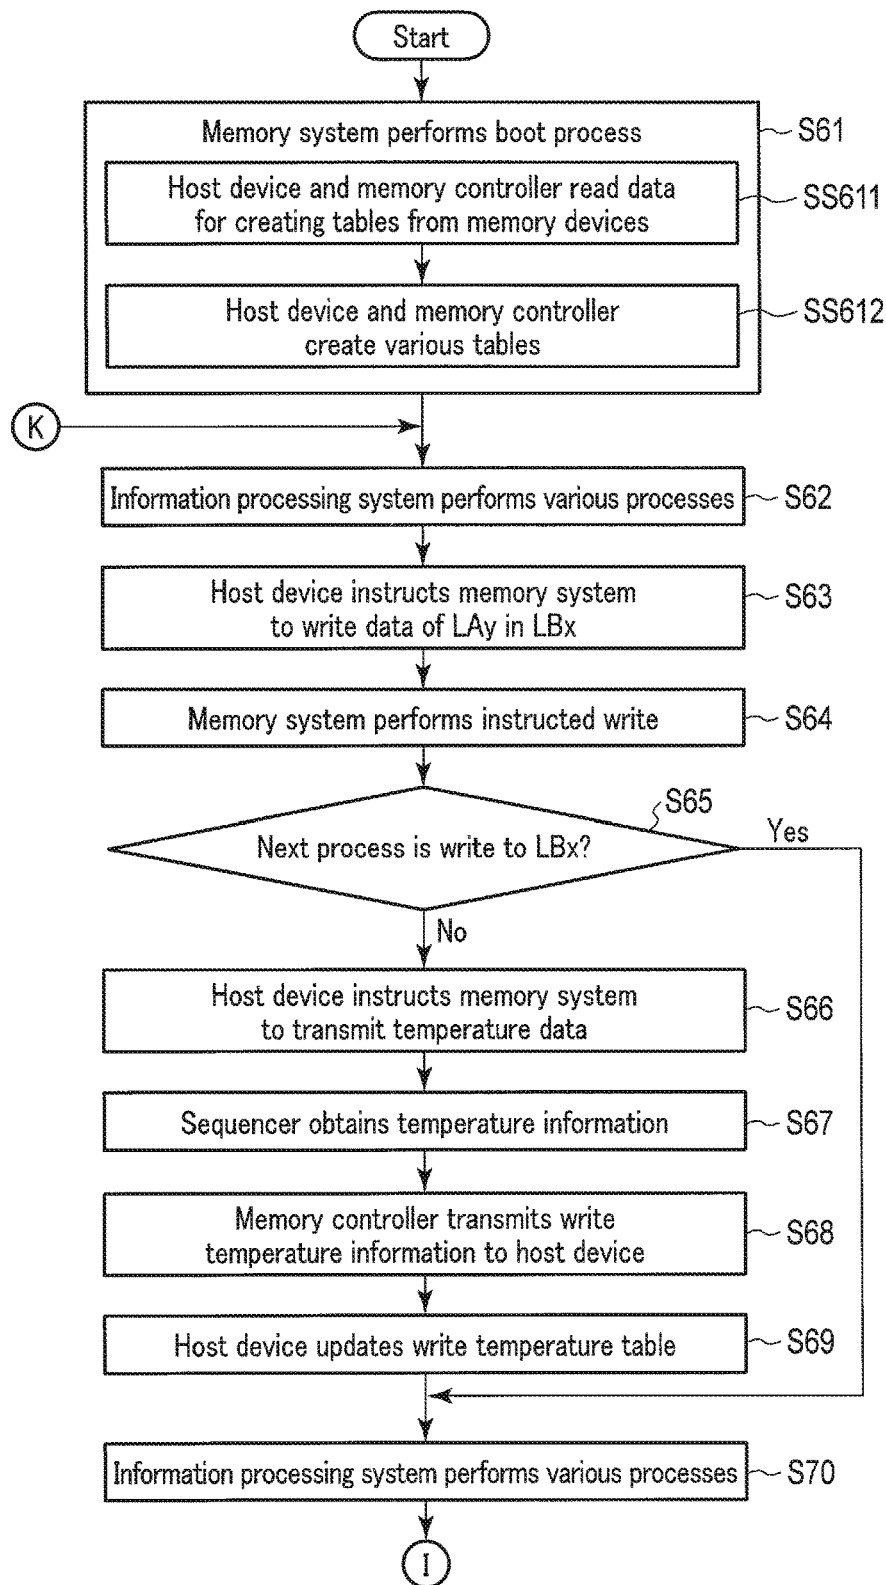 Start
Memory system performs boot process
S61
Host device and memory controller read data
for creating tables from memory devices
SS611
Host device and memory controller
create various tables
SS612
K
Information processing system performs various processes
S62
Host device instructs memory system
to write data of LAy in LBx
S63
Memory system performs instructed write
S64
S65
Next process is write to LBx?
Yes
No
Host device instructs memory system
to transmit temperature data
S66
Sequencer obtains temperature information
S67
Memory controller transmits write
temperature information to host device
S68
Host device updates write temperature table
S69
Information processing system performs various processes
S70
I